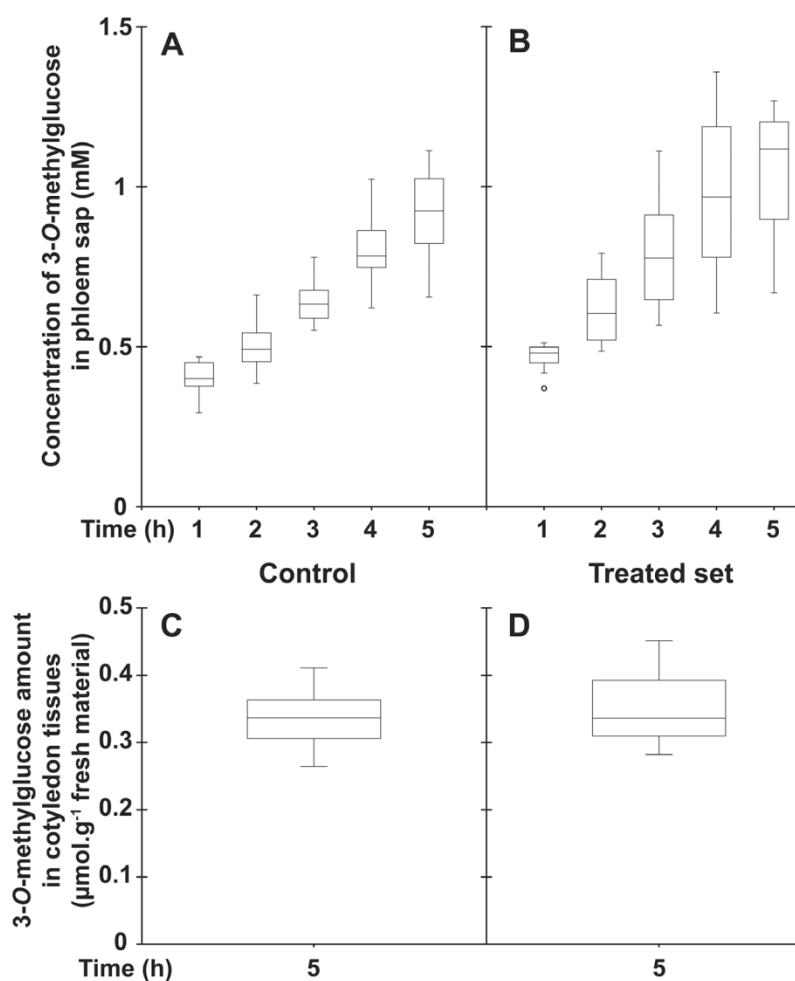 Concentration of 3-O-methylglucose
in phloem sap (mM)
1.5
1
0.5
0
A
B
Time (h) 1 2 3 4 5 1 2 3 4 5
Control Treated set
3-O-methylglucose amount
in cotyledon tissues
(µmol.g⁻¹ fresh material)
0.5
0.4
0.3
0.2
0.1
0
C
D
Time (h) 5 5